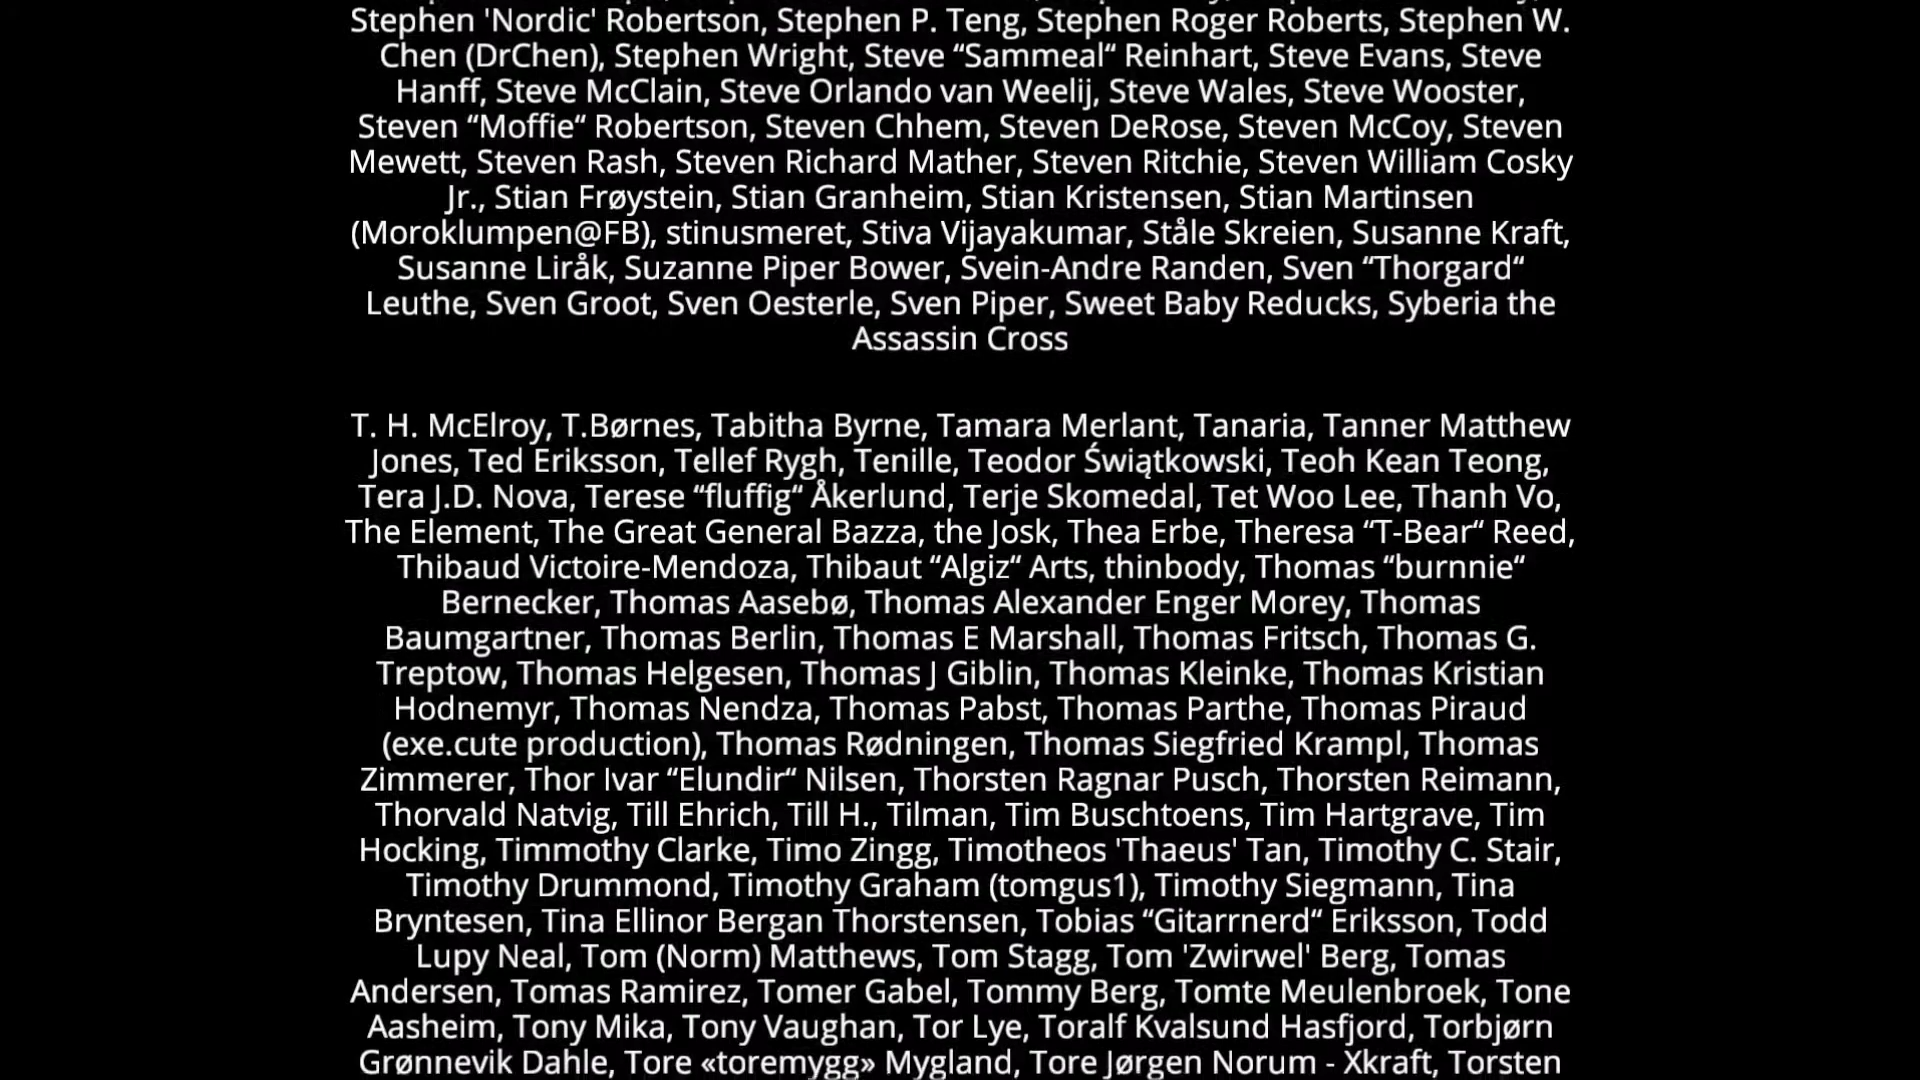 Stephen 'Nordic' Robertson, Stephen P. Teng, Stephen Roger Roberts, Stephen W.
Chen (DrChen), Stephen Wright, Steve “Sammeal“ Reinhart, Steve Evans, Steve
Hanff, Steve McClain, Steve Orlando van Weelij, Steve Wales, Steve Wooster,
Steven “Moffie“ Robertson, Steven Chhem, Steven DeRose, Steven McCoy, Steven
Mewett, Steven Rash, Steven Richard Mather, Steven Ritchie, Steven William Cosky
Jr., Stian Frøystein, Stian Granheim, Stian Kristensen, Stian Martinsen
(Moroklumpen@FB), stinusmeret, Stiva Vijayakumar, Ståle Skreien, Susanne Kraft,
Susanne Liråk, Suzanne Piper Bower, Svein-Andre Randen, Sven “Thorgard“
Leuthe, Sven Groot, Sven Oesterle, Sven Piper, Sweet Baby Reducks, Syberia the
Assassin Cross
T. H. McElroy, T.Børnes, Tabitha Byrne, Tamara Merlant, Tanaria, Tanner Matthew
Jones, Ted Eriksson, Tellef Rygh, Tenille, Teodor Świątkowski, Teoh Kean Teong,
Tera J.D. Nova, Terese “fluffig“ Åkerlund, Terje Skomedal, Tet Woo Lee, Thanh Vo,
The Element, The Great General Bazza, the Josk, Thea Erbe, Theresa “T-Bear“ Reed,
Thibaud Victoire-Mendoza, Thibaut “Algiz“ Arts, thinbody, Thomas “burnnie“
Bernecker, Thomas Aasebø, Thomas Alexander Enger Morey, Thomas
Baumgartner, Thomas Berlin, Thomas E Marshall, Thomas Fritsch, Thomas G.
Treptow, Thomas Helgesen, Thomas J Giblin, Thomas Kleinke, Thomas Kristian
Hodnemyr, Thomas Nendza, Thomas Pabst, Thomas Parthe, Thomas Piraud
(exe.cute production), Thomas Rødningen, Thomas Siegfried Krampl, Thomas
Zimmerer, Thor Ivar “Elundir“ Nilsen, Thorsten Ragnar Pusch, Thorsten Reimann,
Thorvald Natvig, Till Ehrich, Till H., Tilman, Tim Buschtoens, Tim Hartgrave, Tim
Hocking, Timmothy Clarke, Timo Zingg, Timotheos 'Thaeus' Tan, Timothy C. Stair,
Timothy Drummond, Timothy Graham (tomgus1), Timothy Siegmann, Tina
Bryntesen, Tina Ellinor Bergan Thorstensen, Tobias “Gitarrnerd“ Eriksson, Todd
Lupy Neal, Tom (Norm) Matthews, Tom Stagg, Tom 'Zwirwel' Berg, Tomas
Andersen, Tomas Ramirez, Tomer Gabel, Tommy Berg, Tomte Meulenbroek, Tone
Aasheim, Tony Mika, Tony Vaughan, Tor Lye, Toralf Kvalsund Hasfjord, Torbjørn
Grønnevik Dahle, Tore «toremygg» Mygland, Tore Jørgen Norum - Xkraft, Torsten